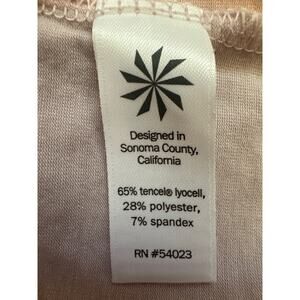 Designed in
Sonoma County,
California
65% tencel® lyocell,
28% polyester,
7% spandex
RN #54023